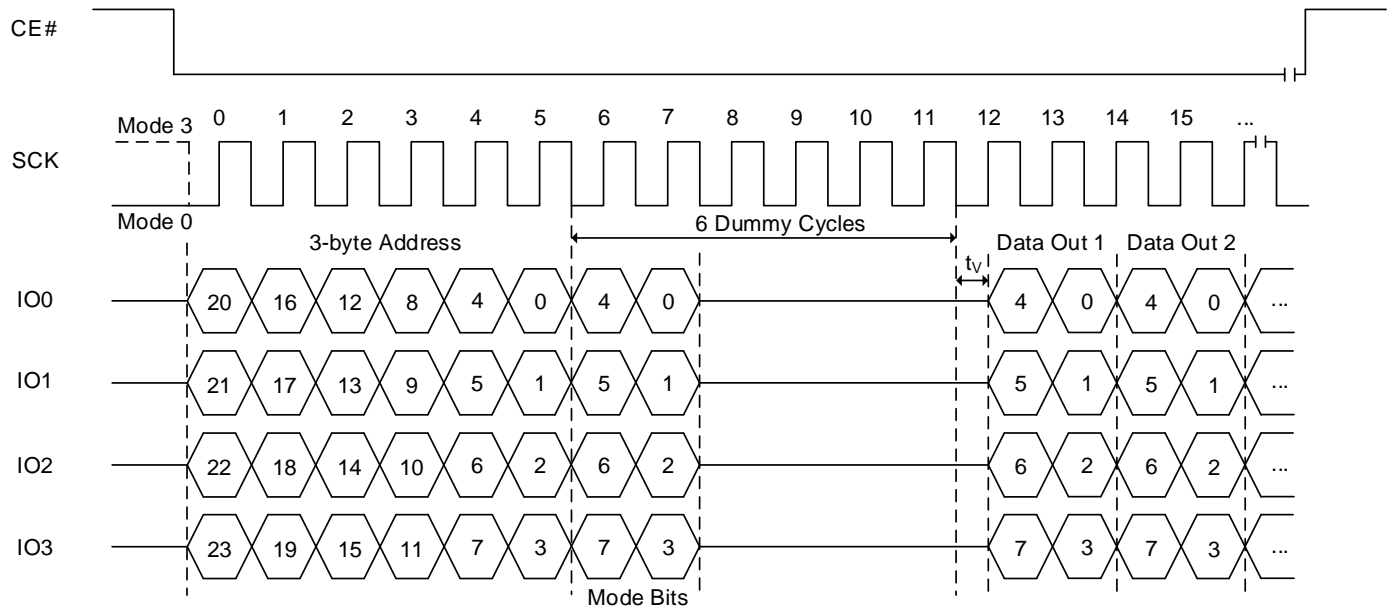 CE#
Mode 3 0 1 2 3 4 5 6 7 8 9 10 11 12 13 14 15 ...
SCK
Mode 0
6 Dummy Cycles
3-byte Address Data Out 1 Data Out 2
tV
IO0 20 16 12 8 4 0 4 0 4 0 4 0 ...
IO1 21 17 13 9 5 1 5 1 5 1 5 1 ...
IO2 22 18 14 10 6 2 6 2 6 2 6 2 ...
IO3 23 19 15 11 7 3 7 3 7 3 7 3 ...
Mode Bits